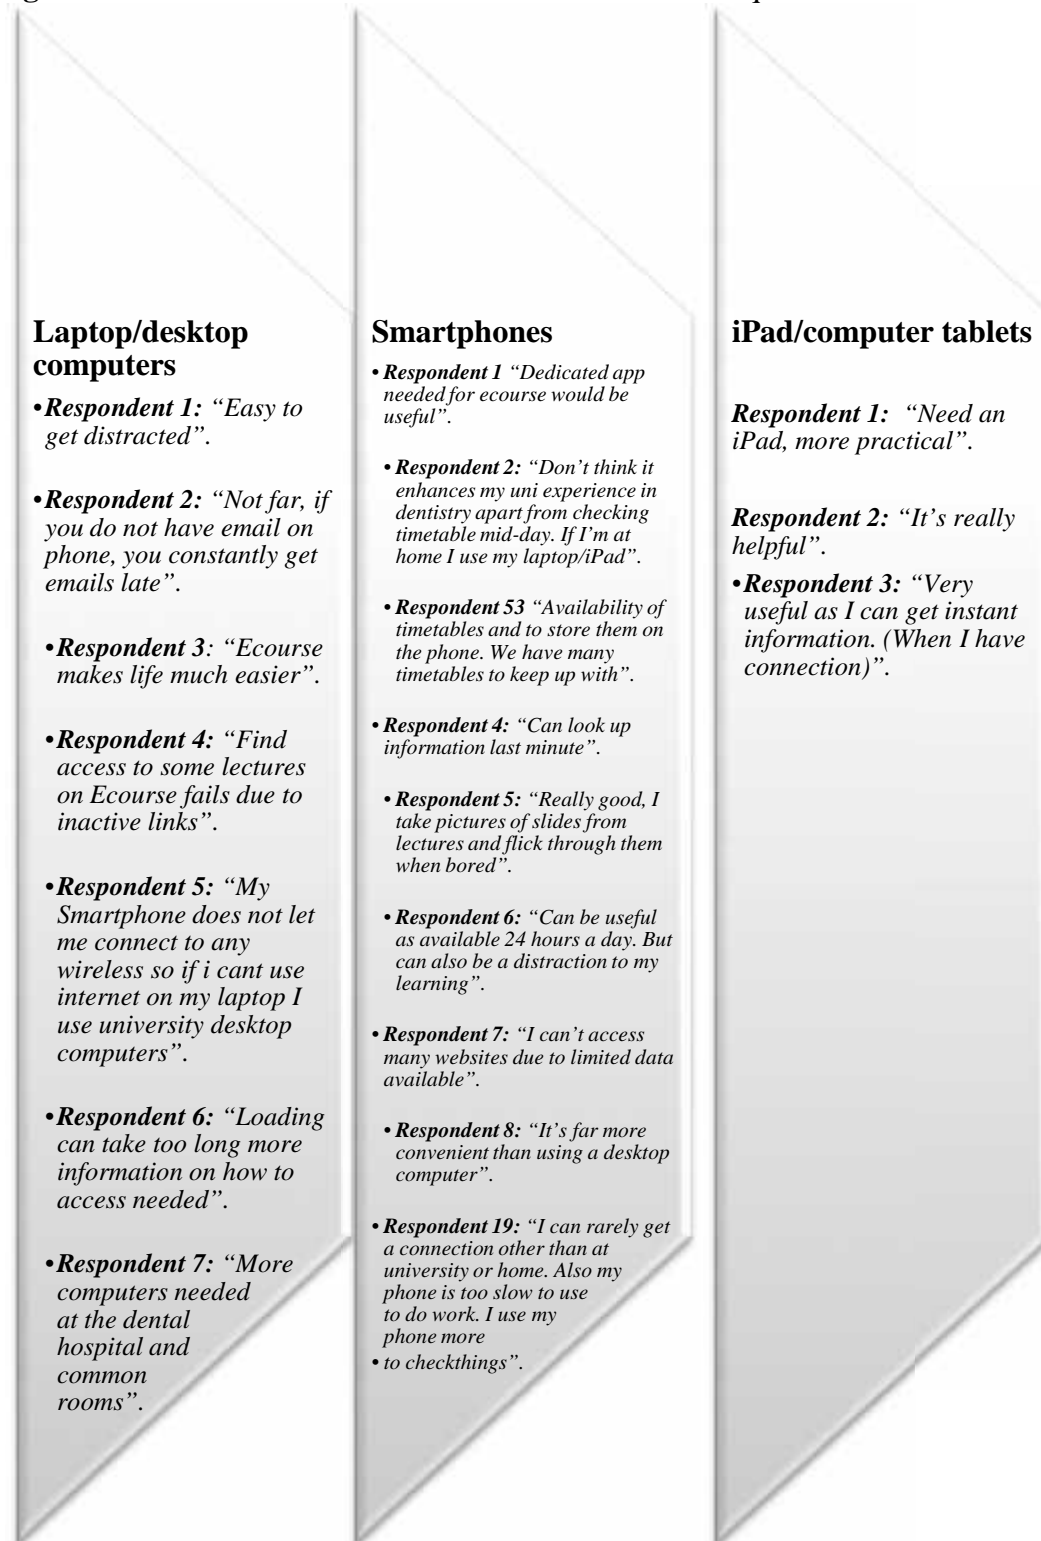 Laptop/desktop
computers
•Respondent 1: “Easy to
get distracted”.
•Respondent 2: “Not far, if
you do not have email on
phone, you constantly get
emails late”.
•Respondent 3: “Ecourse
makes life much easier”.
•Respondent 4: “Find
access to some lectures
on Ecourse fails due to
inactive links”.
•Respondent 5: “My
Smartphone does not let
me connect to any
wireless so if i cant use
internet on my laptop I
use university desktop
computers”.
•Respondent 6: “Loading
can take too long more
information on how to
access needed”.
•Respondent 7: “More
computers needed
at the dental
hospital and
common
rooms”.
Smartphones
• Respondent 1 “Dedicated app
needed for ecourse would be
useful”.
• Respondent 2: “Don’t think it
enhances my uni experience in
dentistry apart from checking
timetable mid-day. If I’m at
home I use my laptop/iPad”.
• Respondent 53 “Availability of
timetables and to store them on
the phone. We have many
timetables to keep up with”.
• Respondent 4: “Can look up
information last minute”.
• Respondent 5: “Really good, I
take pictures of slides from
lectures and flick through them
when bored”.
• Respondent 6: “Can be useful
as available 24 hours a day. But
can also be a distraction to my
learning”.
• Respondent 7: “I can’t access
many websites due to limited data
available”.
• Respondent 8: “It's far more
convenient than using a desktop
computer”.
• Respondent 19: “I can rarely get
a connection other than at
university or home. Also my
phone is too slow to use
to do work. I use my
phone more
• to checkthings”.
iPad/computer tablets
Respondent 1: “Need an
iPad, more practical”.
Respondent 2: “It's really
helpful”.
•Respondent 3: “Very
useful as I can get instant
information. (When I have
connection)”.